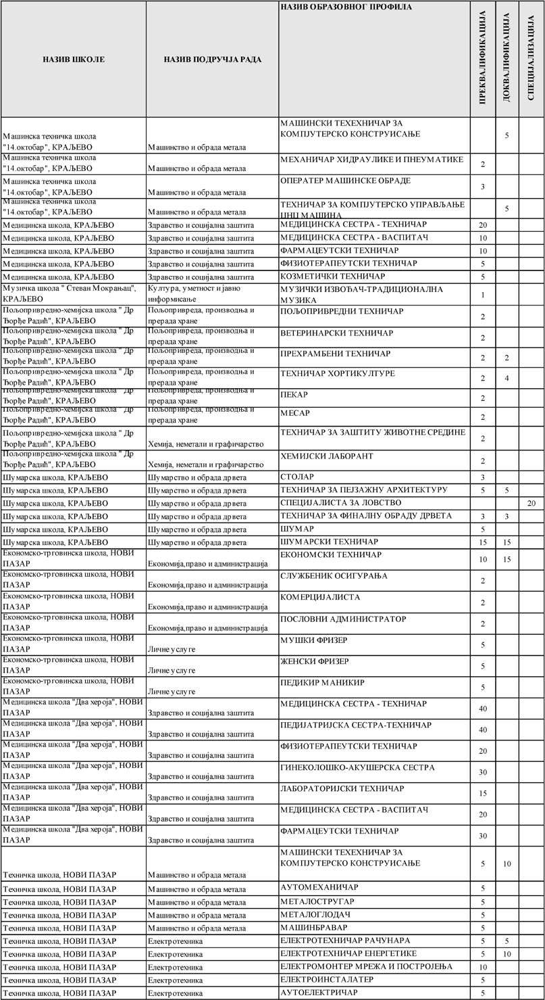 НАЗИВ ШКОЛЕ
НАЗИВ ПОДРУЧЈА РАДА
НАЗИВ ОБРАЗОВНОГ ПРОФИЛА
ПРЕКВАЛИФИКАЦИЈА
ДОКВАЛИФИКАЦИЈА
СПЕЦИЈАЛИЗАЦИЈА
Машинска техничка школа
"14.октобар", КРАЉЕВО
Машинство и обрада метала
МАШИНСКИ ТЕХЕХНИЧАР ЗА
КОМПЈУТЕРСКО КОНСТРУИСАЊЕ
5
Машинска техничка школа
"14.октобар", КРАЉЕВО
Машинство и обрада метала
МЕХАНИЧАР ХИДРАУЛИКЕ И ПНЕУМАТИКЕ
2
Машинска техничка школа
"14.октобар", КРАЉЕВО
Машинство и обрада метала
ОПЕРАТЕР МАШИНСКЕ ОБРАДЕ
3
Машинска техничка школа
"14.октобар", КРАЉЕВО
Машинство и обрада метала
ТЕХНИЧАР ЗА КОМПЈУТЕРСКО УПРАВЉАЊЕ
ЦНЦ МАШИНА
5
Медицинска школа, КРАЉЕВО Здравство и социјална заштита МЕДИЦИНСКА СЕСТРА - ТЕХНИЧАР 20
Медицинска школа, КРАЉЕВО Здравство и социјална заштита МЕДИЦИНСКА СЕСТРА - ВАСПИТАЧ 10
Медицинска школа, КРАЉЕВО Здравство и социјална заштита ФАРМАЦЕУТСКИ ТЕХНИЧАР 10
Медицинска школа, КРАЉЕВО Здравство и социјална заштита ФИЗИОТЕРАПЕУТСКИ ТЕХНИЧАР 5
Медицинска школа, КРАЉЕВО Здравство и социјална заштита КОЗМЕТИЧКИ ТЕХНИЧАР 5
Музичка школа " Стеван Мокрањац",
КРАЉЕВО
Култура, уметност и јавно
информисање
МУЗИЧКИ ИЗВОЂАЧ-ТРАДИЦИОНАЛНА
МУЗИКА
1
Пољопривредно-хемијска школа " Др
Ђорђе Радић", КРАЉЕВО
Пољопривреда, производња и
прерада хране
ПОЉОПРИВРЕДНИ ТЕХНИЧАР
2
Пољопривредно-хемијска школа " Др
Ђорђе Радић", КРАЉЕВО
Пољопривреда, производња и
прерада хране
ВЕТЕРИНАРСКИ ТЕХНИЧАР
2
Пољопривредно-хемијска школа " Др
Ђорђе Радић", КРАЉЕВО
Пољопривреда, производња и
прерада хране
ПРЕХРАМБЕНИ ТЕХНИЧАР
2 2
Пољопривредно-хемијска школа " Др
Ђорђе Радић", КРАЉЕВО
Пољопривреда, производња и
прерада хране
ТЕХНИЧАР ХОРТИКУЛТУРЕ
2 4
Пољопривредно-хемијска школа " Др
Ђорђе Радић", КРАЉЕВО
Пољопривреда, производња и
прерада хране
ПЕКАР
2
Пољопривредно-хемијска школа " Др
Ђорђе Радић", КРАЉЕВО
Пољопривреда, производња и
прерада хране
МЕСАР
2
Пољопривредно-хемијска школа " Др
Ђорђе Радић", КРАЉЕВО
Хемија, неметали и графичарство
ТЕХНИЧАР ЗА ЗАШТИТУ ЖИВОТНЕ СРЕДИНЕ
2
Пољопривредно-хемијска школа " Др
Ђорђе Радић", КРАЉЕВО
Хемија, неметали и графичарство
ХЕМИЈСКИ ЛАБОРАНТ
2
Шумарска школа, КРАЉЕВО Шумарство и обрада дрвета СТОЛАР 3
Шумарска школа, КРАЉЕВО Шумарство и обрада дрвета ТЕХНИЧАР ЗА ПЕЈЗАЖНУ АРХИТЕКТУРУ 5 5
Шумарска школа, КРАЉЕВО Шумарство и обрада дрвета СПЕЦИЈАЛИСТА ЗА ЛОВСТВО 20
Шумарска школа, КРАЉЕВО Шумарство и обрада дрвета ТЕХНИЧАР ЗА ФИНАЛНУ ОБРАДУ ДРВЕТА 3 3
Шумарска школа, КРАЉЕВО Шумарство и обрада дрвета ШУМАР 5
Шумарска школа, КРАЉЕВО Шумарство и обрада дрвета ШУМАРСКИ ТЕХНИЧАР 15 15
Економско-трговинска школа, НОВИ
ПАЗАР
Економија,право и администрација
ЕКОНОМСКИ ТЕХНИЧАР
10 15
Економско-трговинска школа, НОВИ
ПАЗАР
Економија,право и администрација
СЛУЖБЕНИК ОСИГУРАЊА
2
Економско-трговинска школа, НОВИ
ПАЗАР
Економија,право и администрација
КОМЕРЦИЈАЛИСТА
2
Економско-трговинска школа, НОВИ
ПАЗАР
Економија,право и администрација
ПОСЛОВНИ АДМИНИСТРАТОР
2
Економско-трговинска школа, НОВИ
ПАЗАР
Личне услуге
МУШКИ ФРИЗЕР
5
Економско-трговинска школа, НОВИ
ПАЗАР
Личне услуге
ЖЕНСКИ ФРИЗЕР
5
Економско-трговинска школа, НОВИ
ПАЗАР
Личне услуге
ПЕДИКИР МАНИКИР
5
Медицинска школа "Два хероја", НОВИ
ПАЗАР
Здравство и социјална заштита
МЕДИЦИНСКА СЕСТРА - ТЕХНИЧАР
40
Медицинска школа "Два хероја", НОВИ
ПАЗАР
Здравство и социјална заштита
ПЕДИЈАТРИЈСКА СЕСТРА-ТЕХНИЧАР
40
Медицинска школа "Два хероја", НОВИ
ПАЗАР
Здравство и социјална заштита
ФИЗИОТЕРАПЕУТСКИ ТЕХНИЧАР
20
Медицинска школа "Два хероја", НОВИ
ПАЗАР
Здравство и социјална заштита
ГИНЕКОЛОШКО-АКУШЕРСКА СЕСТРА
30
Медицинска школа "Два хероја", НОВИ
ПАЗАР
Здравство и социјална заштита
ЛАБОРАТОРИЈСКИ ТЕХНИЧАР
15
Медицинска школа "Два хероја", НОВИ
ПАЗАР
Здравство и социјална заштита
МЕДИЦИНСКА СЕСТРА - ВАСПИТАЧ
20
Медицинска школа "Два хероја", НОВИ
ПАЗАР
Здравство и социјална заштита
ФАРМАЦЕУТСКИ ТЕХНИЧАР
30
Техничка школа, НОВИ ПАЗАР
Машинство и обрада метала
МАШИНСКИ ТЕХЕХНИЧАР ЗА
КОМПЈУТЕРСКО КОНСТРУИСАЊЕ
5 10
Техничка школа, НОВИ ПАЗАР Машинство и обрада метала АУТОМЕХАНИЧАР 5
Техничка школа, НОВИ ПАЗАР Машинство и обрада метала МЕТАЛОСТРУГАР 5
Техничка школа, НОВИ ПАЗАР Машинство и обрада метала МЕТАЛОГЛОДАЧ 5
Техничка школа, НОВИ ПАЗАР Машинство и обрада метала МАШИНБРАВАР 5
Техничка школа, НОВИ ПАЗАР Електротехника ЕЛЕКТРОТЕХНИЧАР РАЧУНАРА 5 5
Техничка школа, НОВИ ПАЗАР Електротехника ЕЛЕКТРОТЕХНИЧАР ЕНЕРГЕТИКЕ 5 10
Техничка школа, НОВИ ПАЗАР Електротехника ЕЛЕКТРОМОНТЕР МРЕЖА И ПОСТРОЈЕЊА 10
Техничка школа, НОВИ ПАЗАР Електротехника ЕЛЕКТРОИНСТАЛАТЕР 5
Техничка школа, НОВИ ПАЗАР Електротехника АУТОЕЛЕКТРИЧАР 5